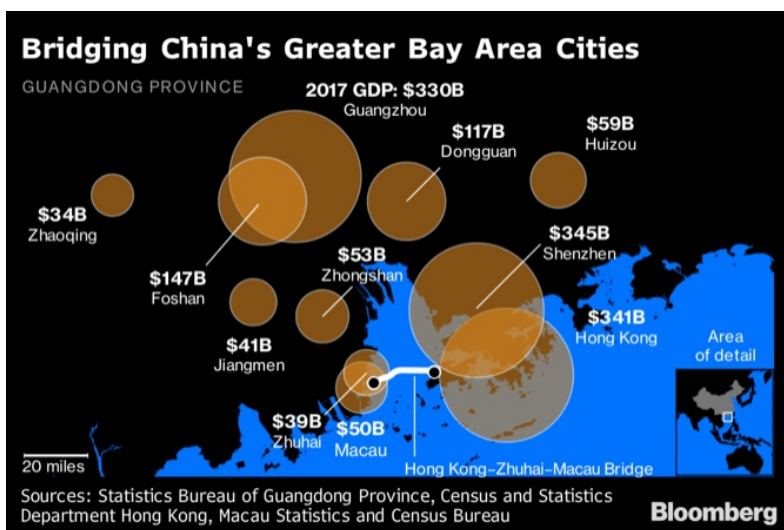 Bridging China's Greater Bay Area Cities
GUANGDONG PROVINCE
2017 GDP: $330B
Guangzhou
$117B
Dongguan
$59B
Huizou
$34B
Zhaoqing
$147B
Foshan
$53B
Zhongshan
$345B
Shenzhen
$41B
Jiangmen
$341B
Hong Kong
Area
of detail
$39B
Zhuhai
$50B
Macau
Hong Kong–Zhuhai–Macau Bridge
20 miles
Sources: Statistics Bureau of Guangdong Province, Census and Statistics
Department Hong Kong, Macau Statistics and Census Bureau
Bloomberg